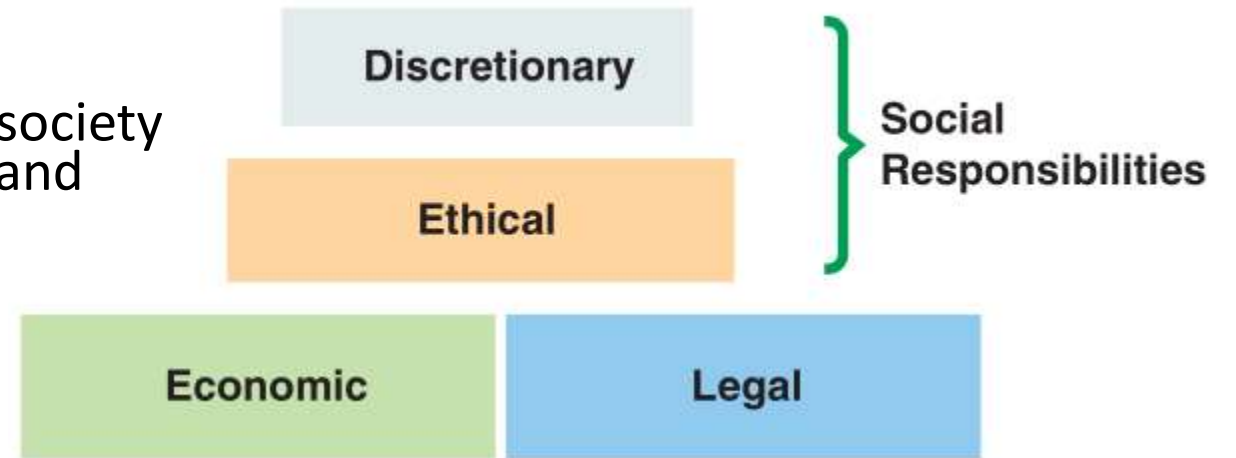 Discretionary
society
and
Social
Responsibilities
Ethical
Economic
Legal